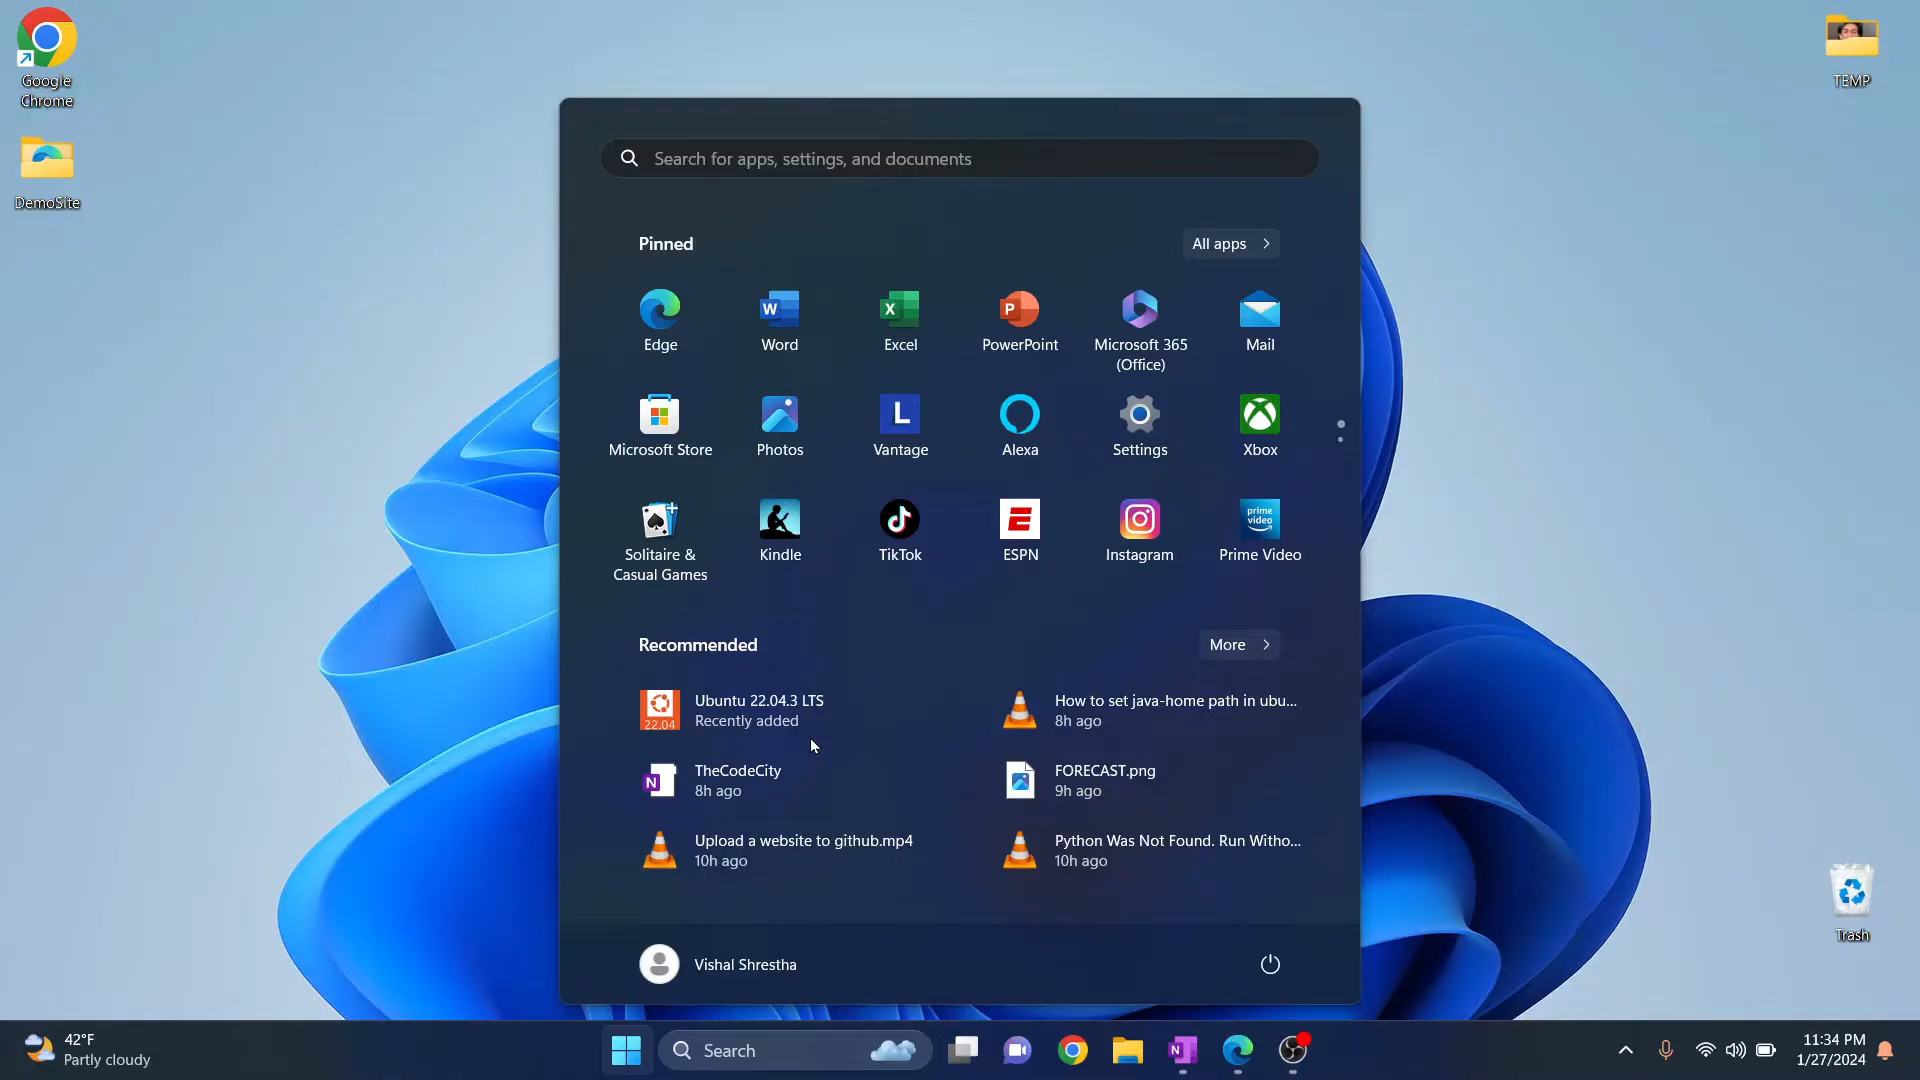 Google
Chrome
DemoSite
TEMP
Search for apps, settings, and documents
Pinned
All apps
Edge
Word
Excel
PowerPoint
Microsoft 365
(Office)
Mail
Microsoft Store
Photos
L
Vantage
Alexa
Settings
Xbox
Solitaire &
Casual Games
Kindle
TikTok
ESPN
Instagram
prime
video
Prime Video
Recommended
More
22.04
Ubuntu 22.04.3 LTS
Recently added
How to set java-home path in ubu...
8h ago
N
TheCodeCity
8h ago
FORECAST.png
9h ago
Upload a website to github.mp4
10h ago
Python Was Not Found. Run Witho...
10h ago
Vishal Shrestha
Trash
42°F
Partly cloudy
Search
11:34 PM
1/27/2024